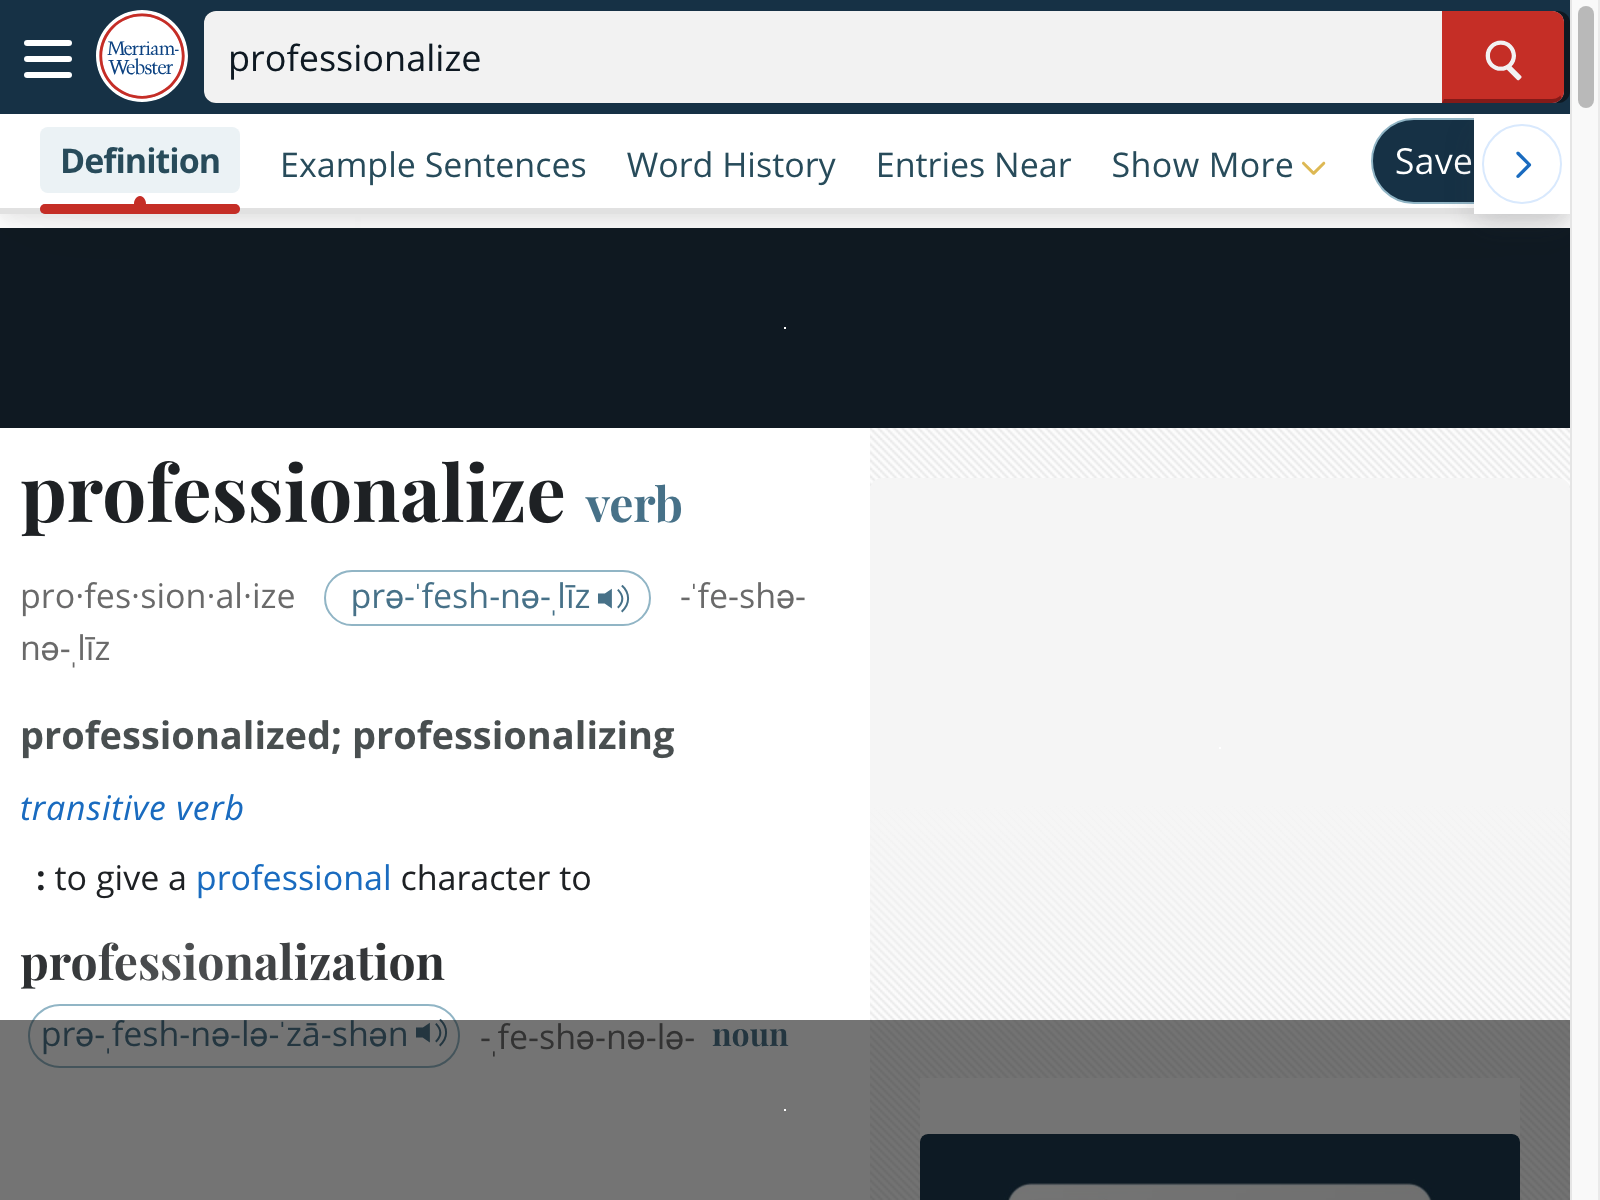 Merriam-
Webster
professionalize
Definition
Example Sentences
Word History
Entries Near
Show More
Save
professionalize verb
pro·fes·sion·al·ize prə-ˈfesh-nə-ˌlīz -ˈfe-shə-
nə-ˌlīz
professionalized; professionalizing
transitive verb
: to give a professional character to
professionalization
prə-ˌfesh-nə-lə-ˈzā-shən -ˌfe-shə-nə-lə- noun